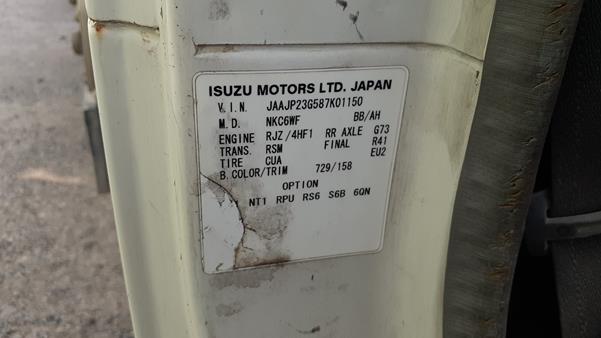 ISUZU MOTORS LTD. JAPAN
V.I.N. JAAJP23G587K01150
M.D. NKC6WF BB/AH
ENGINE RJZ/4HF1 RR AXLE G73
TRANS. RSM FINAL R41
TIRE CUA EU2
B.COLOR/TRIM 729/158
OPTION
NT1 RPU RS6 S6B 6QN